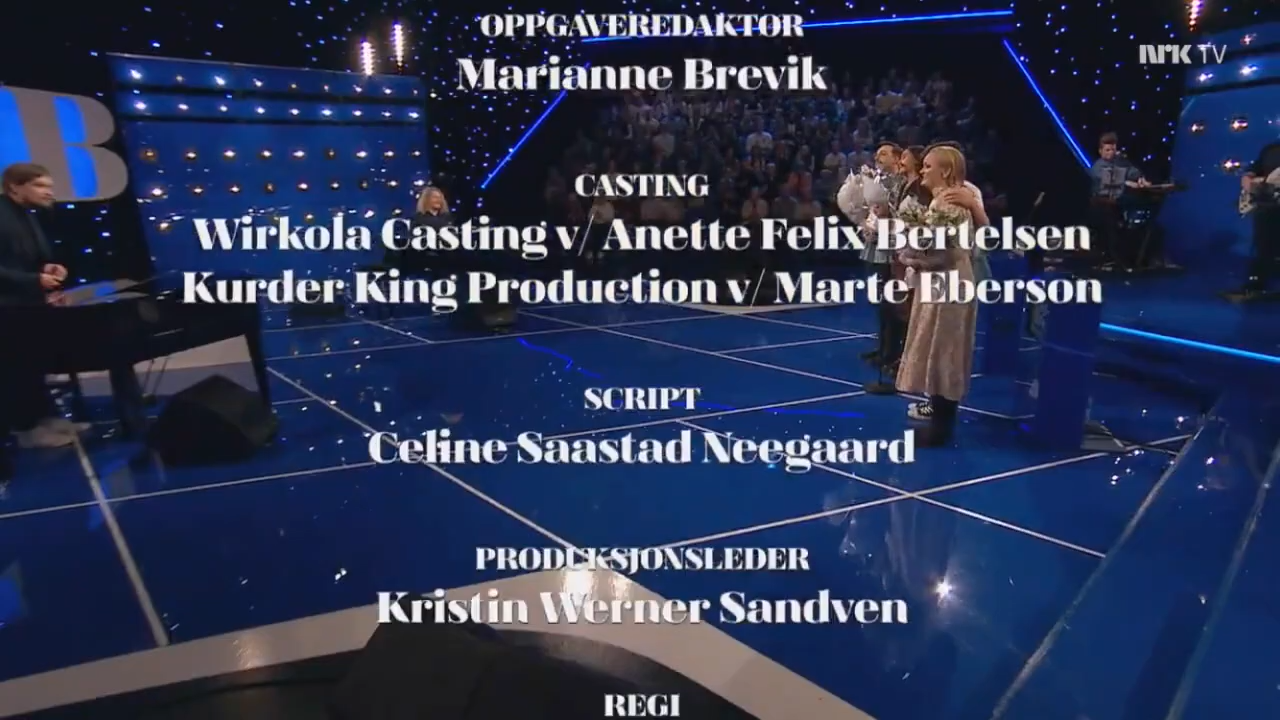 OPPGAVEREDAKTØR
Marianne Brevik
NRK TV
B
CASTING
Wirkola Casting v/ Anette Felix Bertelsen
Kurder King Production v/ Marte Eberson
SCRIPT
Celine Saastad Neegaard
PRODUKSJONSLEDER
Kristin Werner Sandven
REGI